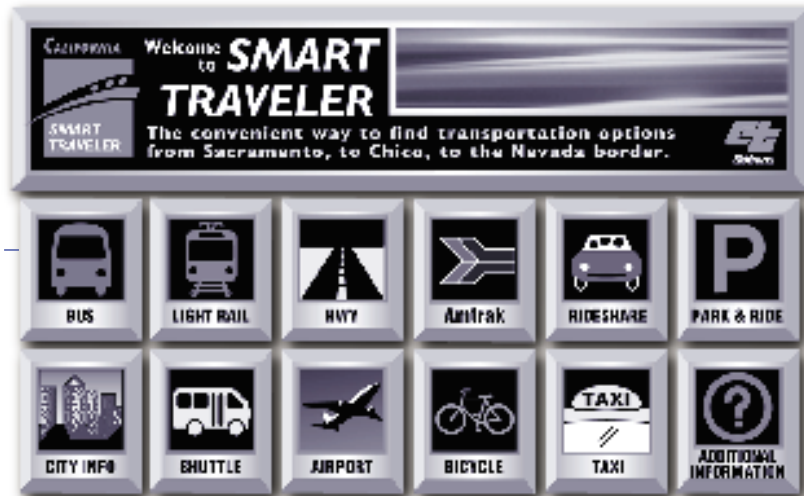 CALIFORNIA
SMART
TRAVELER
Welcome
to SMART
TRAVELER
The convenient way to find transportation options
from Sacramento, to Chico, to the Nevada border.
BUS
LIGHT RAIL
HWY
Amtrak
RIDESHARE
P
PARK & RIDE
CITY INFO
SHUTTLE
AIRPORT
BICYCLE
TAXI
TAXI
?
ADDITIONAL
INFORMATION